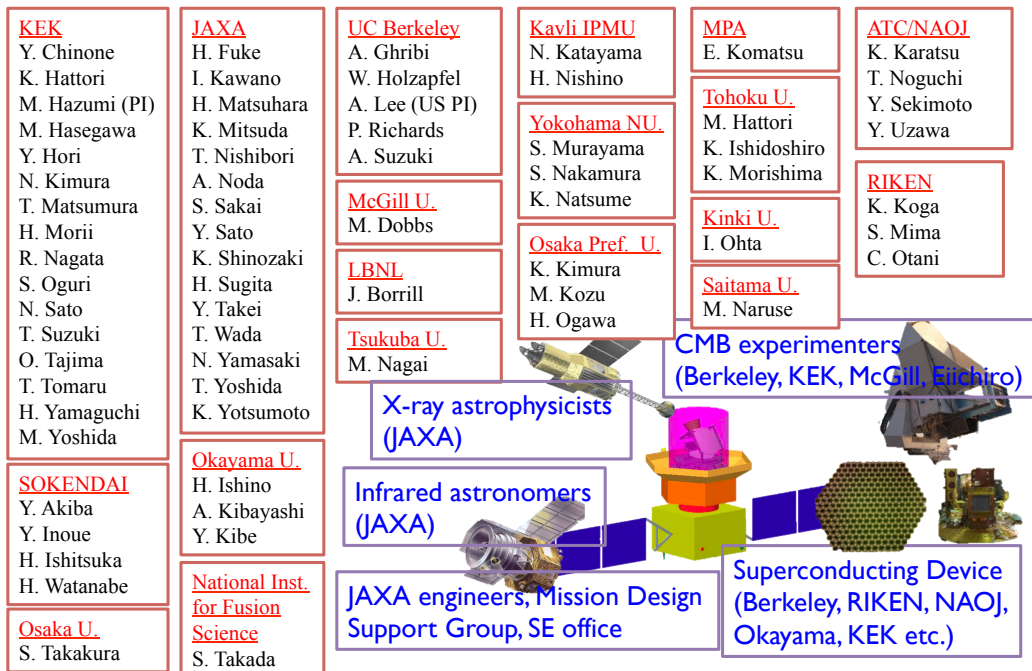 KEK
Y. Chinone
K. Hattori
M. Hazumi (PI)
M. Hasegawa
Y. Hori
N. Kimura
T. Matsumura
H. Morii
R. Nagata
S. Oguri
N. Sato
T. Suzuki
O. Tajima
T. Tomaru
H. Yamaguchi
M. Yoshida
SOKENDAI
Y. Akiba
Y. Inoue
H. Ishitsuka
H. Watanabe
Osaka U.
S. Takakura
JAXA
H. Fuke
I. Kawano
H. Matsuhara
K. Mitsuda
T. Nishibori
A. Noda
S. Sakai
Y. Sato
K. Shinozaki
H. Sugita
Y. Takei
T. Wada
N. Yamasaki
T. Yoshida
K. Yotsumoto
Okayama U.
H. Ishino
A. Kibayashi
Y. Kibe
National Inst.
for Fusion
Science
S. Takada
UC Berkeley
A. Ghribi
W. Holzapfel
A. Lee (US PI)
P. Richards
A. Suzuki
McGill U.
M. Dobbs
LBNL
J. Borrill
Tsukuba U.
M. Nagai
Kavli IPMU
N. Katayama
H. Nishino
Yokohama NU.
S. Murayama
S. Nakamura
K. Natsume
Osaka Pref. U.
K. Kimura
M. Kozu
H. Ogawa
MPA
E. Komatsu
Tohoku U.
M. Hattori
K. Ishidoshiro
K. Morishima
Kinki U.
I. Ohta
Saitama U.
M. Naruse
ATC/NAOJ
K. Karatsu
T. Noguchi
Y. Sekimoto
Y. Uzawa
RIKEN
K. Koga
S. Mima
C. Otani
CMB experimenters
(Berkeley, KEK, McGill, Eiichiro)
X-ray astrophysicists
(JAXA)
Infrared astronomers
(JAXA)
JAXA engineers, Mission Design
Support Group, SE office
Superconducting Device
(Berkeley, RIKEN, NAOJ,
Okayama, KEK etc.)